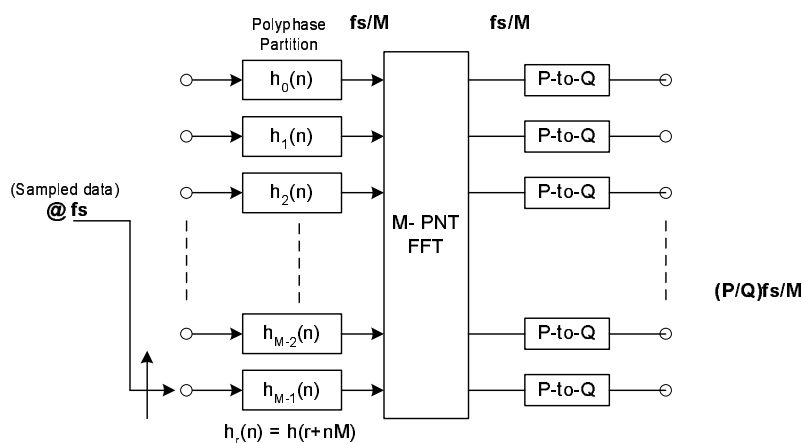 Polyphase
Partition
fs/M
fs/M
h0(n)
P-to-Q
h1(n)
P-to-Q
h2(n)
P-to-Q
(Sampled data)
@ fs
M- PNT
FFT
(P/Q)fs/M
hM-2(n)
P-to-Q
hM-1(n)
P-to-Q
hr(n) = h(r+nM)